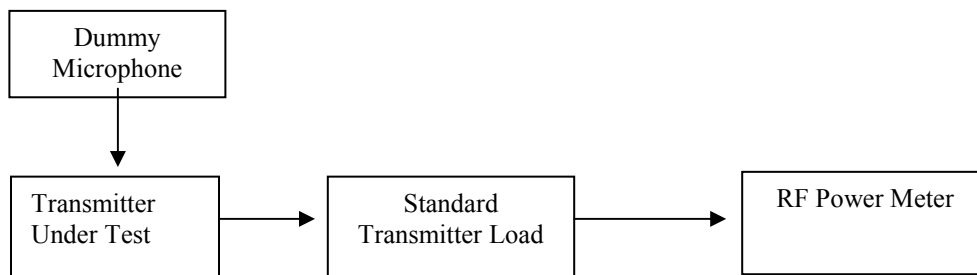 Dummy
Microphone
Transmitter
Under Test
Standard
Transmitter Load
RF Power Meter